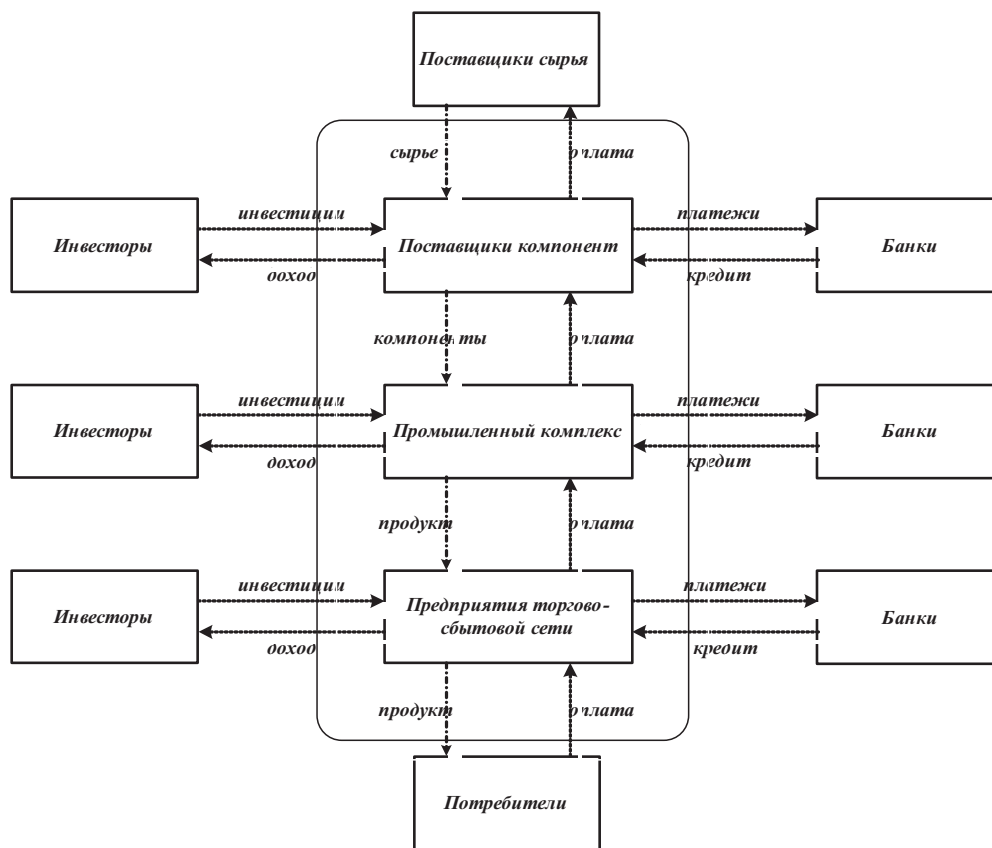 Поставщики сырья
сырье
оплата
инвестиции
платежи
Инвесторы
Поставщики компонент
Банки
доход
кредит
компоненты
оплата
инвестиции
платежи
Инвесторы
Промышленный комплекс
Банки
доход
кредит
продукт
оплата
инвестиции
платежи
Инвесторы
Предприятия торгово-
сбытовой сети
Банки
доход
кредит
продукт
оплата
Потребители